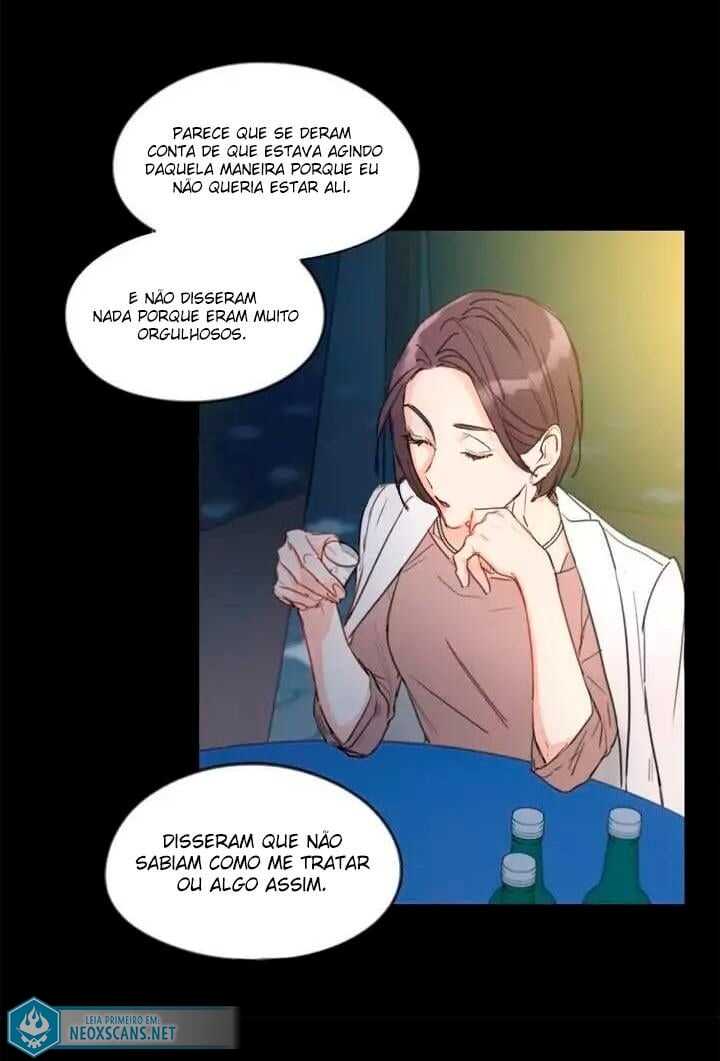 PARECE QUE SE DERAM
CONTA DE QUE ESTAVA AGINDO
DAQUELA MANEIRA PORQUE EU
NÃO QUERIA ESTAR ALI.
E NÃO DISSERAM
NADA PORQUE ERAM MUITO
ORGULHOSOS.
DISSERAM QUE NÃO
SABIAM COMO ME TRATAR
OU ALGO ASSIM.
LEIA PRIMEIRO EM:
NEOXSCANS.NET